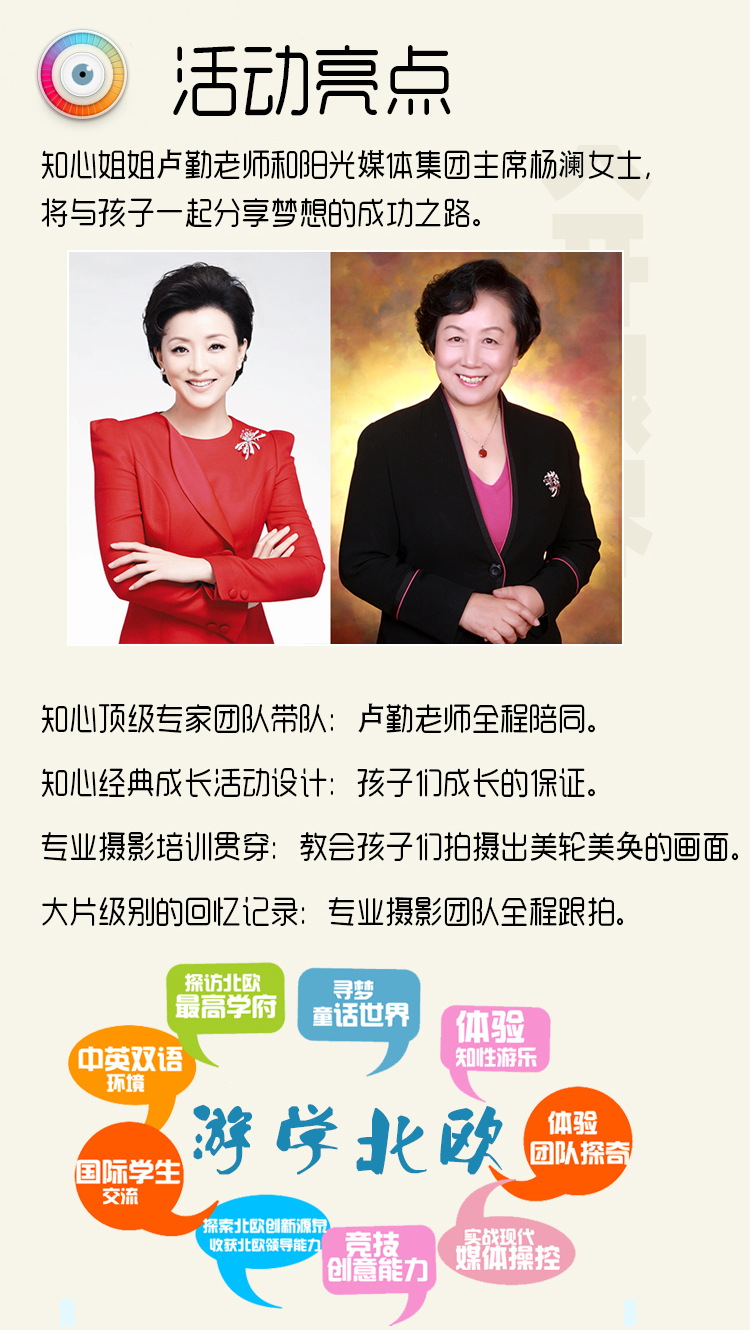 活动亮点
知心姐姐卢勤老师和阳光媒体集团主席杨澜女士，
将与孩子一起分享梦想的成功之路。
知心顶级专家团队带队：卢勤老师全程陪同。
知心经典成长活动设计：孩子们成长的保证。
专业摄影培训贯穿：教会孩子们拍摄出美轮美奂的画面。
大片级别的回忆记录：专业摄影团队全程跟拍。
探访北欧
最高学府
寻梦
童话世界
体验
知性游乐
中英双语
环境
游学北欧
体验
团队探奇
国际学生
交流
探索北欧创新源泉
收获北欧领导能力
竞技
创意能力
实战现代
媒体操控